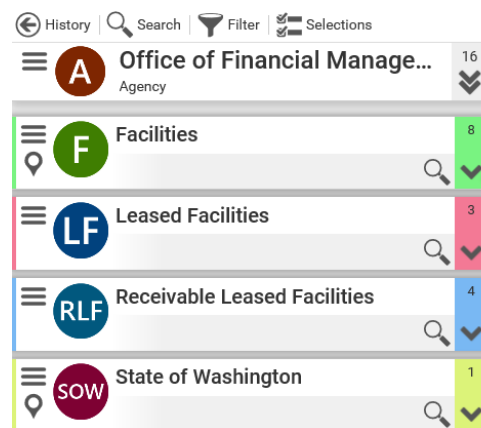 History Search Filter Selections
A Office of Financial Manage... 16
Agency
F Facilities 8
LF Leased Facilities 3
RLF Receivable Leased Facilities 4
SOW State of Washington 1